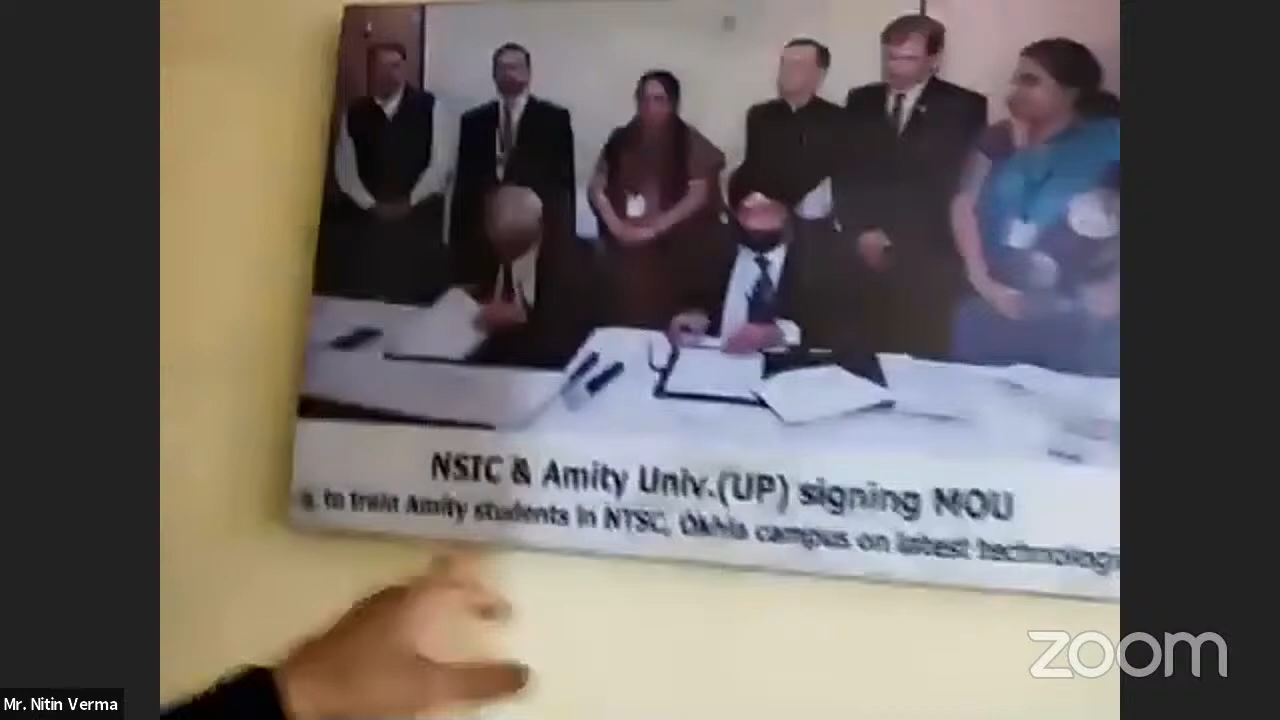 NSIC & Amity Univ.(UP) signing MOU
to train Amity students in NTSC, Okhla campus on latest technologi
zoom
Mr. Nitin Verma